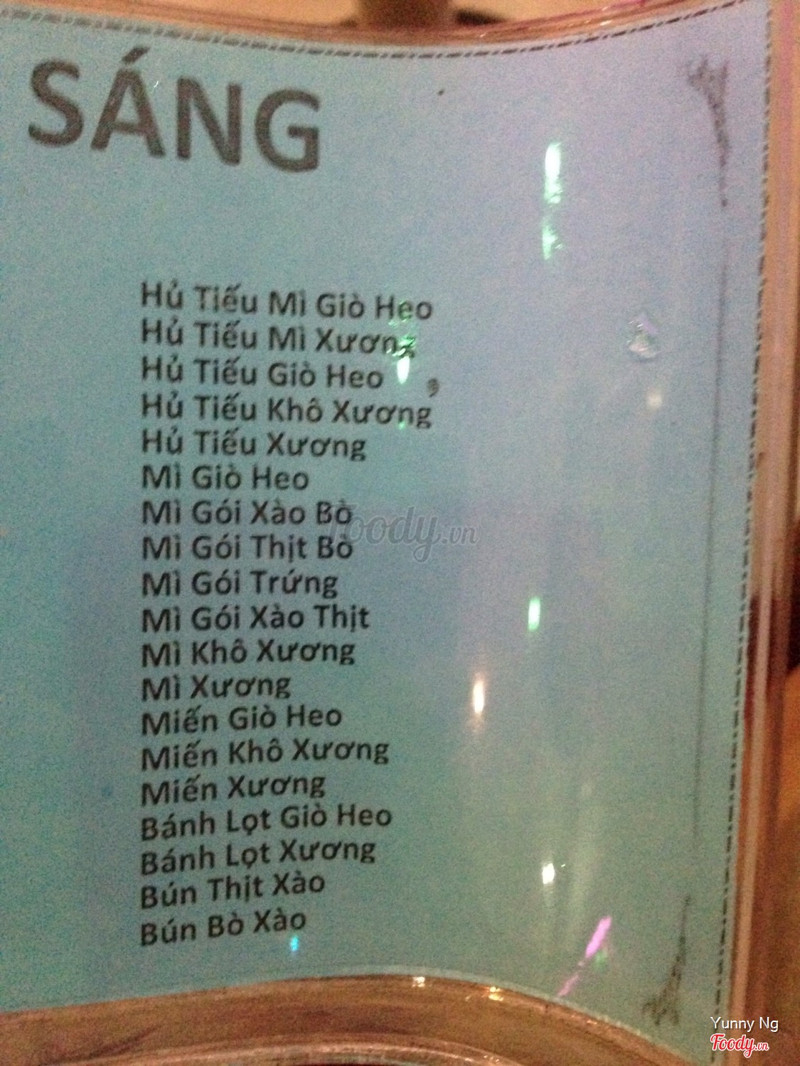 SÁNG
Hủ Tiếu Mì Giò Heo
Hủ Tiếu Mì Xương
Hủ Tiếu Giò Heo
Hủ Tiếu Khô Xương
Hủ Tiếu Xương
Mì Giò Heo
Mì Gói Xào Bò
Mì Gói Thịt Bò
Mì Gói Trứng
Mì Gói Xào Thịt
Mì Khô Xương
Mì Xương
Miến Giò Heo
Miến Khô Xương
Miến Xương
Bánh Lọt Giò Heo
Bánh Lọt Xương
Bún Thịt Xào
Bún Bò Xào
foody.vn
Yunny Ng
Foody.vn